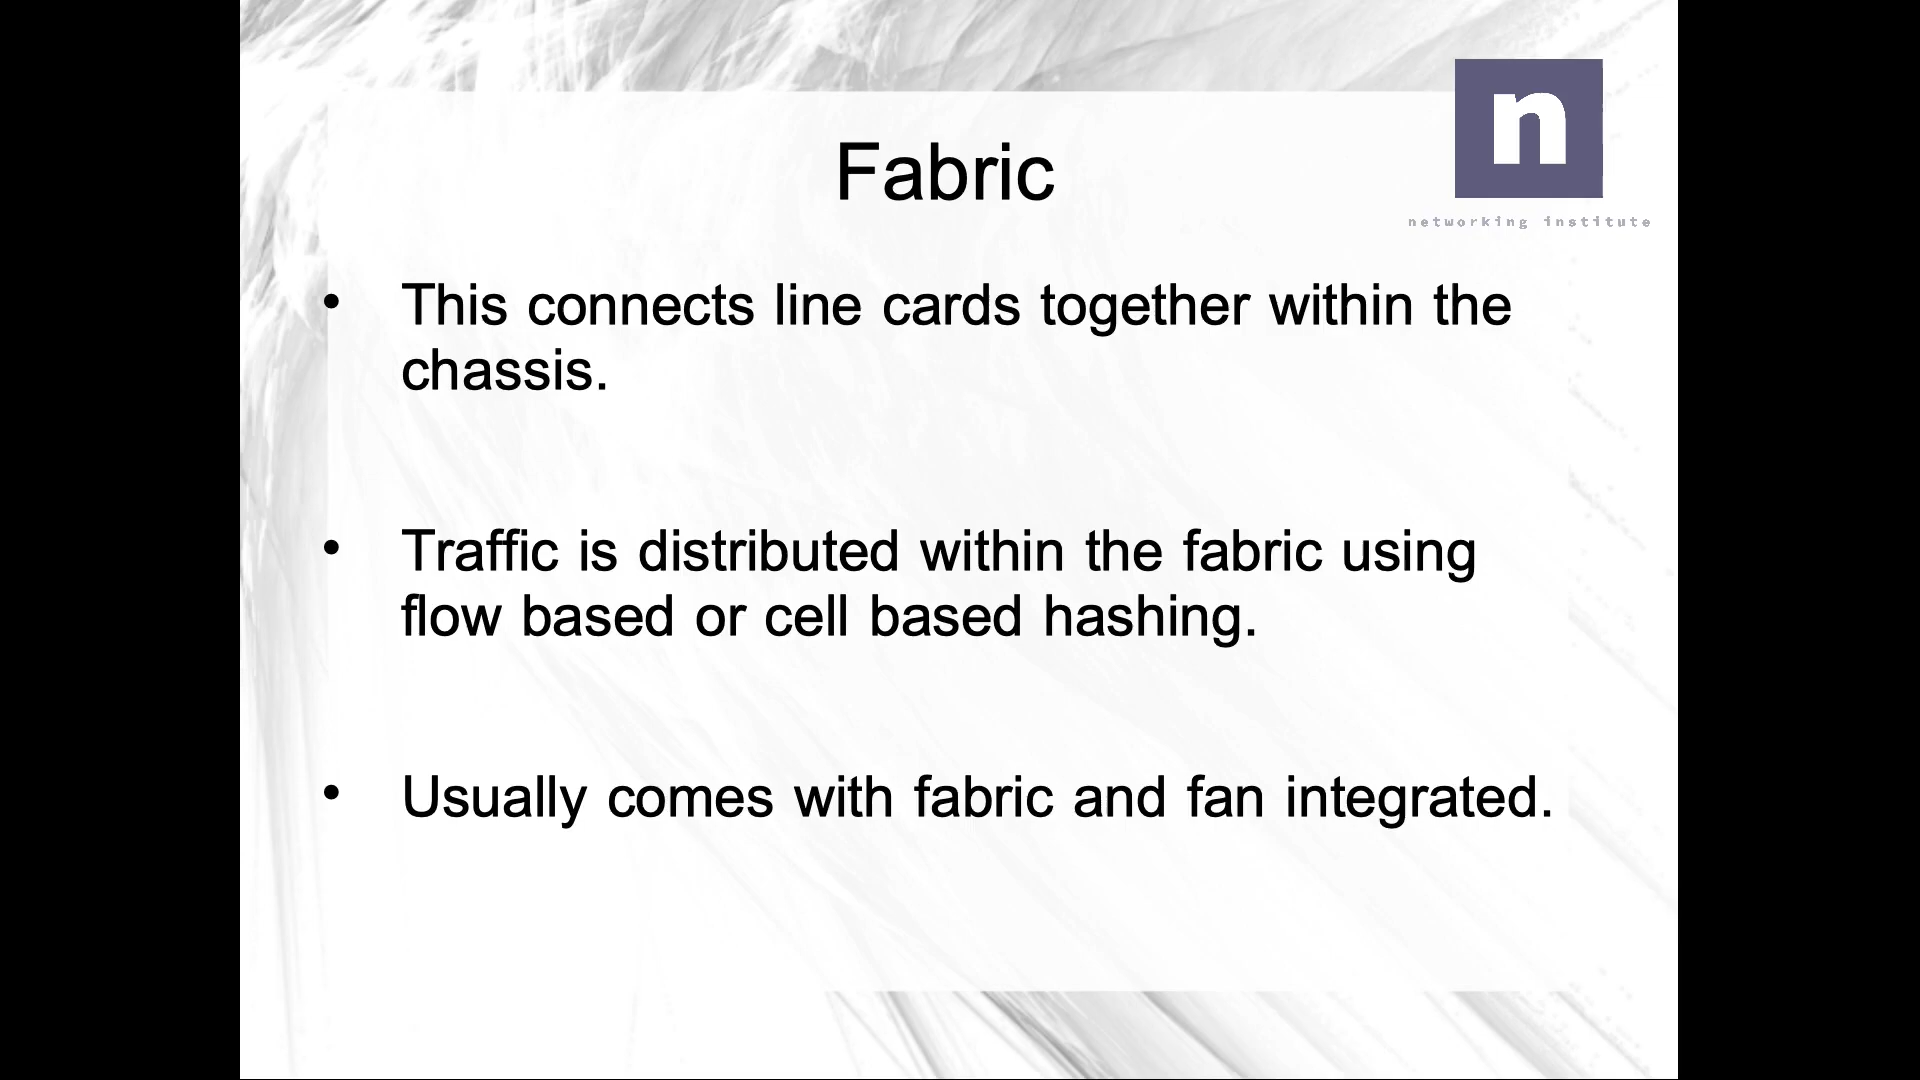 n
networking institute
Fabric
• This connects line cards together within the
chassis.
• Traffic is distributed within the fabric using
flow based or cell based hashing.
• Usually comes with fabric and fan integrated.